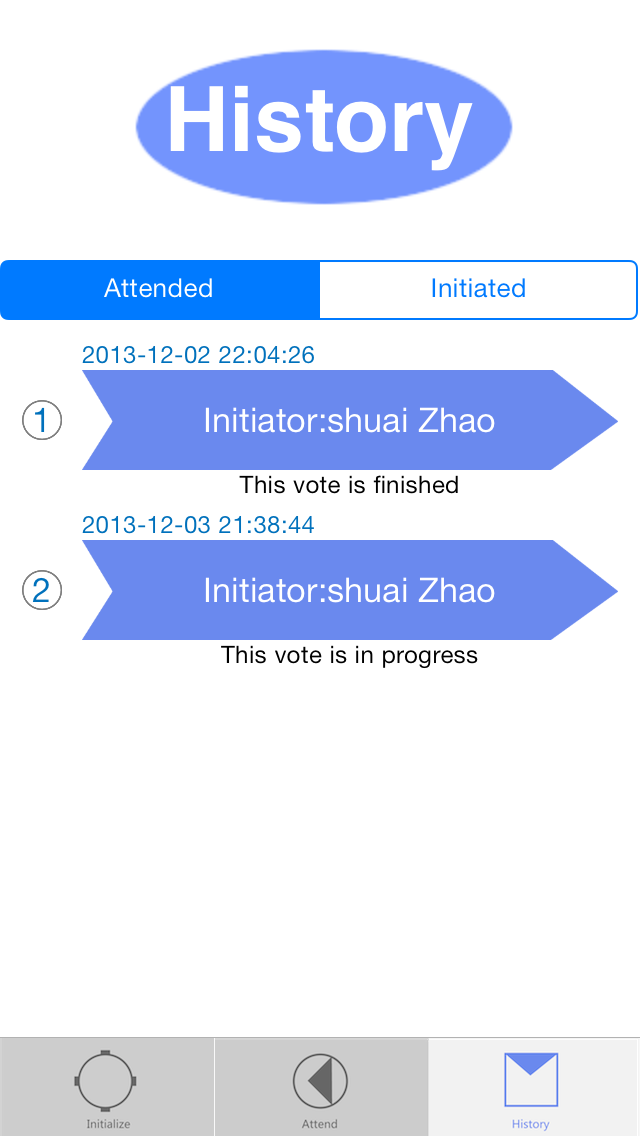 History
Attended
Initiated
2013-12-02 22:04:26
1
Initiator:shuai Zhao
This vote is finished
2013-12-03 21:38:44
2
Initiator:shuai Zhao
This vote is in progress
Initialize
Attend
History